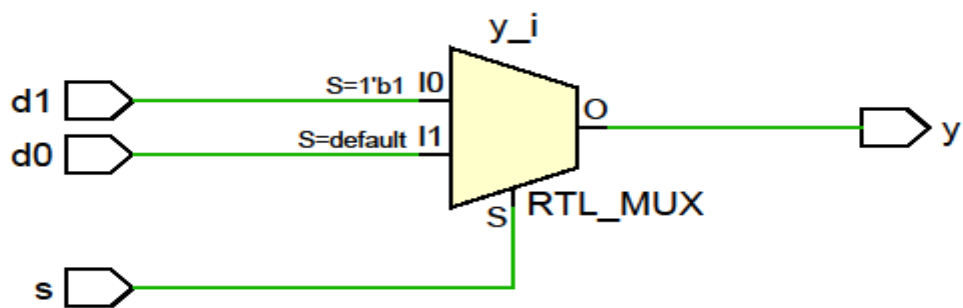 y_i
d1 S=1'b1 I0
O
y
d0 S=default I1
S RTL_MUX
s